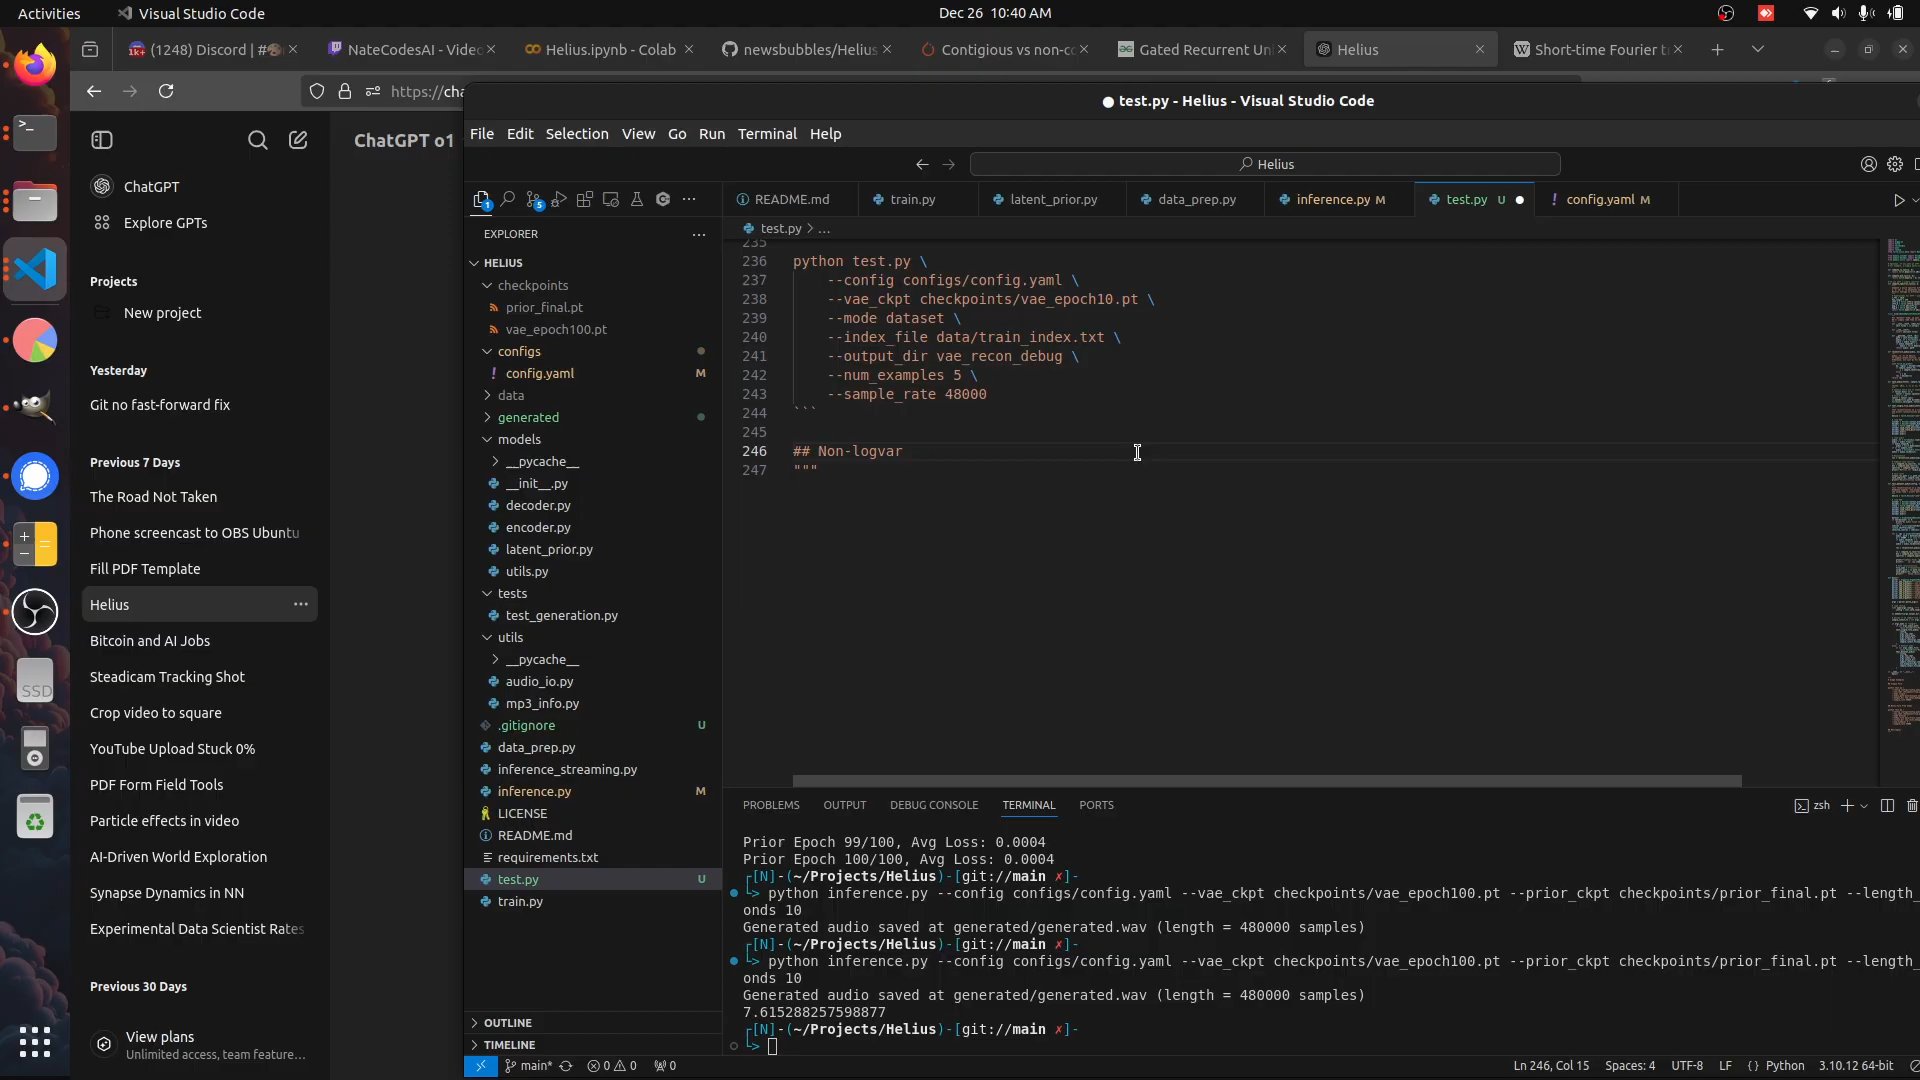 Activities
Visual Studio Code
Dec 26 10:40 AM
(1248) Discord | #
NateCodesAI - Video
Helius.ipynb - Colab
newsbubbles/Helius
Contigious vs non-co
Gated Recurrent Un
Helius
Short-time Fourier t
https://cha
ChatGPT
Explore GPTs
Projects
New project
Yesterday
Git no fast-forward fix
Previous 7 Days
The Road Not Taken
Phone screencast to OBS Ubuntu
Fill PDF Template
Helius
Bitcoin and AI Jobs
Steadicam Tracking Shot
Crop video to square
YouTube Upload Stuck 0%
PDF Form Field Tools
Particle effects in video
AI-Driven World Exploration
Synapse Dynamics in NN
Experimental Data Scientist Rates
Previous 30 Days
View plans
Unlimited access, team feature...
SSD
ChatGPT o1
● test.py - Helius - Visual Studio Code
File Edit Selection View Go Run Terminal Help
Helius
README.md
train.py
latent_prior.py
data_prep.py
inference.py M
test.py U
config.yaml M
EXPLORER
HELIUS
checkpoints
prior_final.pt
vae_epoch100.pt
configs
config.yaml M
data
generated
models
__pycache__
__init__.py
decoder.py
encoder.py
latent_prior.py
utils.py
tests
test_generation.py
utils
__pycache__
audio_io.py
mp3_info.py
.gitignore U
data_prep.py
inference_streaming.py
inference.py M
LICENSE
README.md
requirements.txt
test.py U
train.py
OUTLINE
TIMELINE
test.py > ...
235
236 python test.py \
237 --config configs/config.yaml \
238 --vae_ckpt checkpoints/vae_epoch10.pt \
239 --mode dataset \
240 --index_file data/train_index.txt \
241 --output_dir vae_recon_debug \
242 --num_examples 5 \
243 --sample_rate 48000
244 ```
245
246 ## Non-logvar
247 """
PROBLEMS OUTPUT DEBUG CONSOLE TERMINAL PORTS
zsh
Prior Epoch 99/100, Avg Loss: 0.0004
Prior Epoch 100/100, Avg Loss: 0.0004
┌[N]-(~/Projects/Helius)-[git://main ✗]-
└> python inference.py --config configs/config.yaml --vae_ckpt checkpoints/vae_epoch100.pt --prior_ckpt checkpoints/prior_final.pt --length_
onds 10
Generated audio saved at generated/generated.wav (length = 480000 samples)
┌[N]-(~/Projects/Helius)-[git://main ✗]-
└> python inference.py --config configs/config.yaml --vae_ckpt checkpoints/vae_epoch100.pt --prior_ckpt checkpoints/prior_final.pt --length_
onds 10
Generated audio saved at generated/generated.wav (length = 480000 samples)
7.615288257598877
┌[N]-(~/Projects/Helius)-[git://main ✗]-
└>
main* 0 0 0
Ln 246, Col 15 Spaces: 4 UTF-8 LF {} Python 3.10.12 64-bit